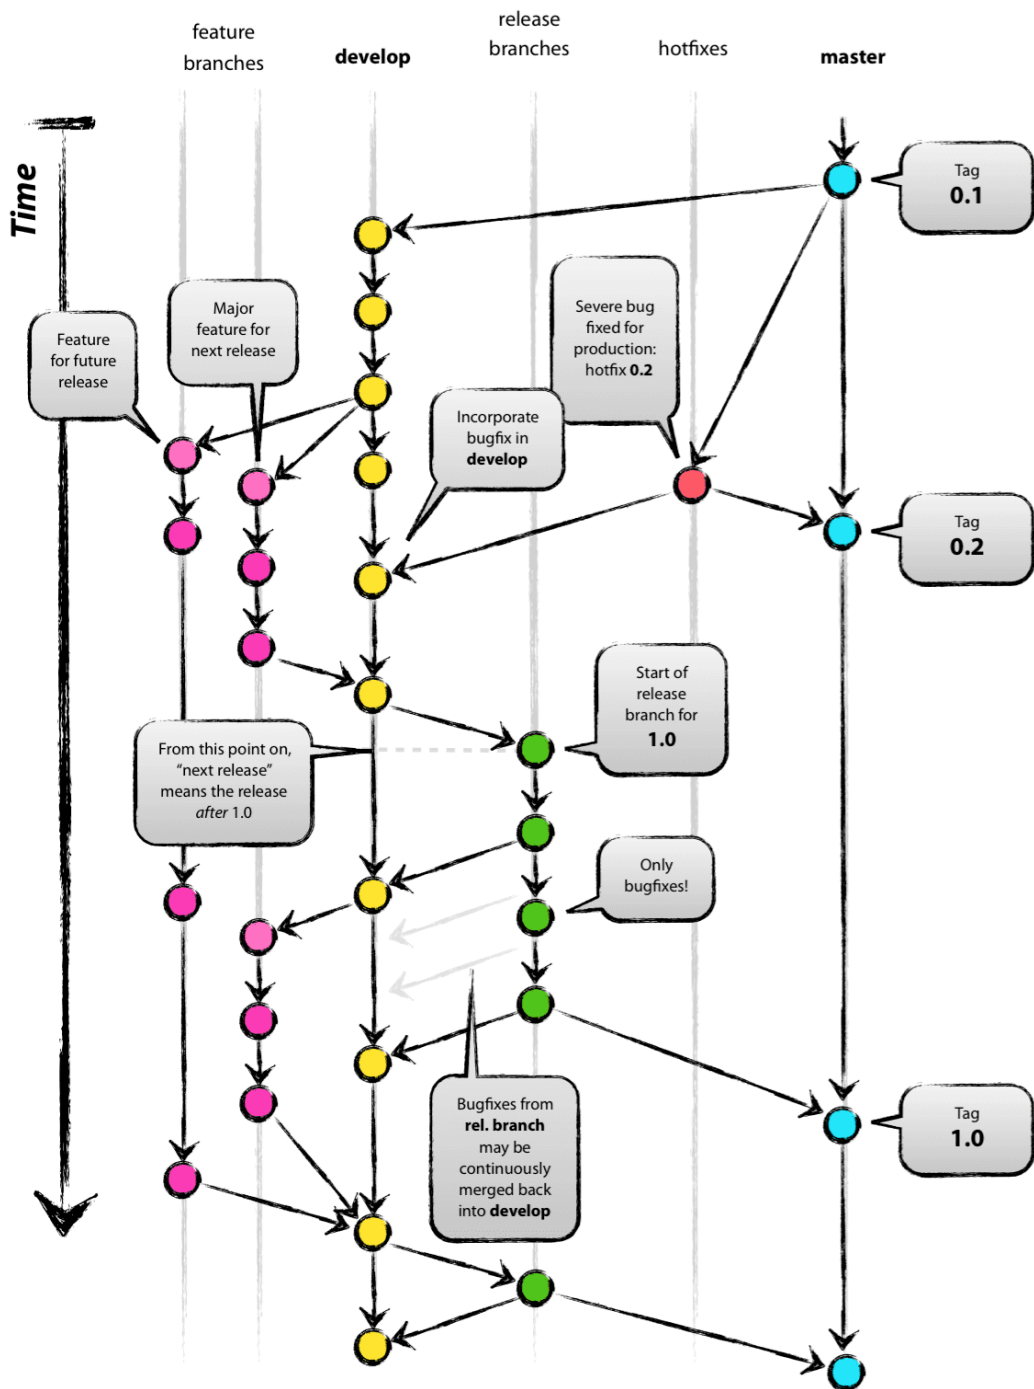 feature
branches
develop
release
branches
hotfixes
master
Time
Tag
0.1
Severe bug
fixed for
production:
hotfix 0.2
Major
feature for
next release
Feature
for future
release
Incorporate
bugfix in
develop
Tag
0.2
Start of
release
branch for
1.0
From this point on,
“next release”
means the release
after 1.0
Only
bugfixes!
Bugfixes from
rel. branch
may be
continuously
merged back
into develop
Tag
1.0